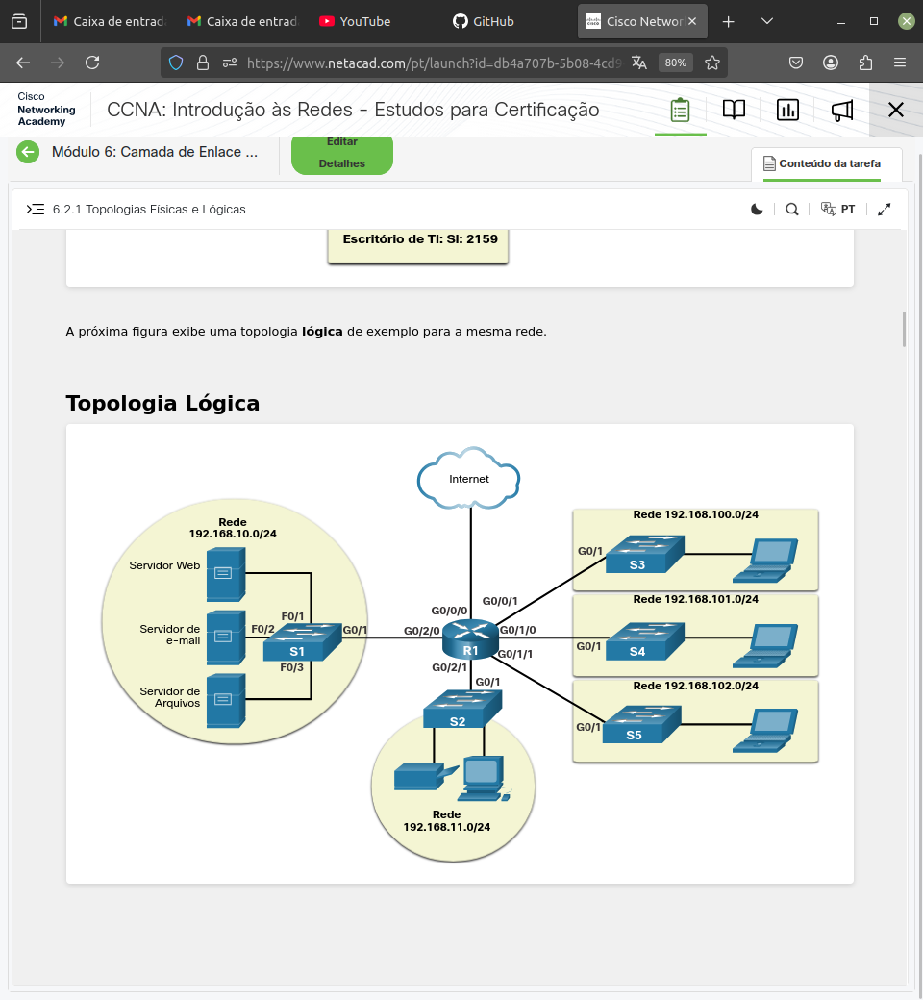 Caixa de entrad
Caixa de entrad
YouTube
GitHub
Cisco Networ
https://www.netacad.com/pt/launch?id=db4a707b-5b08-4cd9
80%
Cisco
Networking
Academy
CCNA: Introdução às Redes - Estudos para Certificação
Módulo 6: Camada de Enlace ...
Editar
Detalhes
Conteúdo da tarefa
6.2.1 Topologias Físicas e Lógicas
PT
Escritório de TI: SI: 2159
A próxima figura exibe uma topologia lógica de exemplo para a mesma rede.
Topologia Lógica
Internet
Rede
192.168.10.0/24
Servidor Web
Servidor de
e-mail
Servidor de
Arquivos
F0/1
F0/2
F0/3
S1
G0/1
G0/2/0
G0/0/0
G0/0/1
G0/1/0
G0/1/1
G0/2/1
R1
G0/1
S2
Rede
192.168.11.0/24
Rede 192.168.100.0/24
G0/1
S3
Rede 192.168.101.0/24
G0/1
S4
Rede 192.168.102.0/24
G0/1
S5